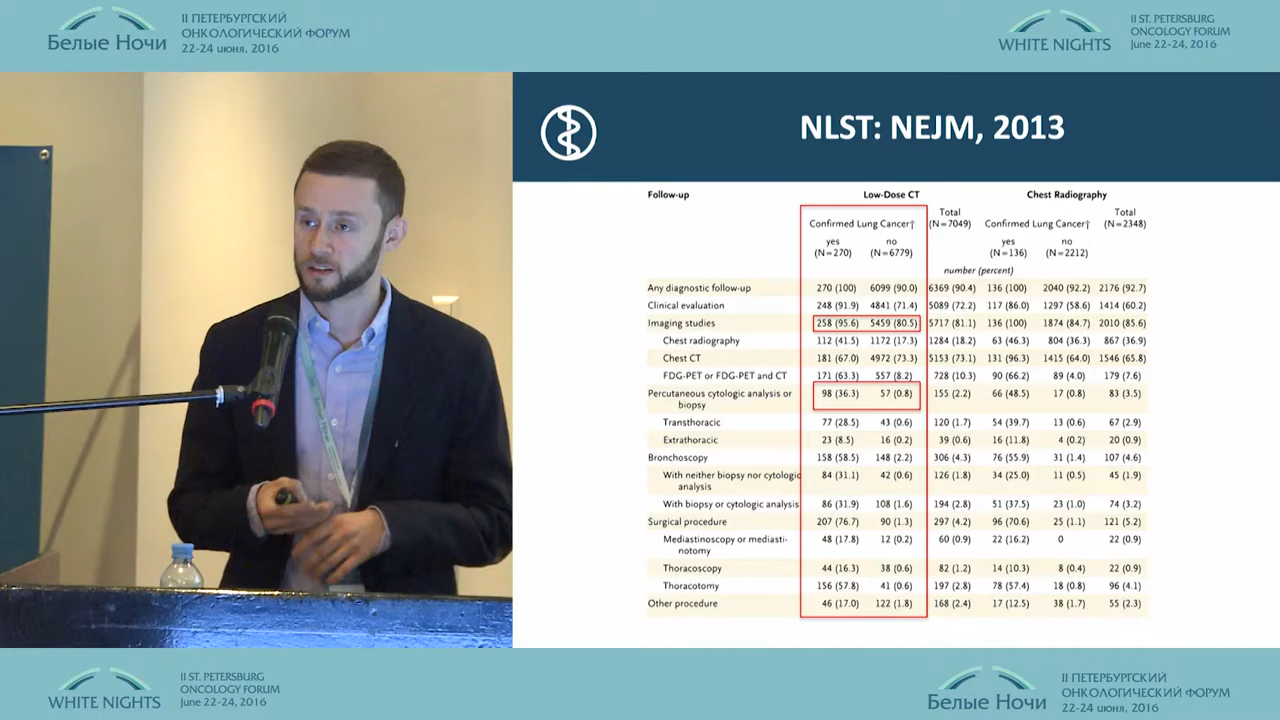 II ПЕТЕРБУРГСКИЙ
ОНКОЛОГИЧЕСКИЙ ФОРУМ
Белые Ночи
22-24 июня, 2016
II ST. PETERSBURG
ONCOLOGY FORUM
WHITE NIGHTS
June 22-24, 2016
NLST: NEJM, 2013
Follow-up Low-Dose CT Chest Radiography
Confirmed Lung Cancer† Total (N=7049) Confirmed Lung Cancer† Total (N=2348)
yes (N=270) no (N=6779) yes (N=136) no (N=2212)
number (percent)
Any diagnostic follow-up 270 (100) 6099 (90.0) 6369 (90.4) 136 (100) 2040 (92.2) 2176 (92.7)
Clinical evaluation 248 (91.9) 4841 (71.4) 5089 (72.2) 117 (86.0) 1297 (58.6) 1414 (60.2)
Imaging studies 258 (95.6) 5459 (80.5) 5717 (81.1) 136 (100) 1874 (84.7) 2010 (85.6)
Chest radiography 112 (41.5) 1172 (17.3) 1284 (18.2) 63 (46.3) 804 (36.3) 867 (36.9)
Chest CT 181 (67.0) 4972 (73.3) 5153 (73.1) 131 (96.3) 1415 (64.0) 1546 (65.8)
FDG-PET or FDG-PET and CT 171 (63.3) 557 (8.2) 728 (10.3) 90 (66.2) 89 (4.0) 179 (7.6)
Percutaneous cytologic analysis or 98 (36.3) 57 (0.8) 155 (2.2) 66 (48.5) 17 (0.8) 83 (3.5)
biopsy
Transthoracic 77 (28.5) 43 (0.6) 120 (1.7) 54 (39.7) 13 (0.6) 67 (2.9)
Extrathoracic 23 (8.5) 16 (0.2) 39 (0.6) 16 (11.8) 4 (0.2) 20 (0.9)
Bronchoscopy 158 (58.5) 148 (2.2) 306 (4.3) 76 (55.9) 31 (1.4) 107 (4.6)
With neither biopsy nor cytologic 84 (31.1) 42 (0.6) 126 (1.8) 34 (25.0) 11 (0.5) 45 (1.9)
analysis
With biopsy or cytologic analysis 86 (31.9) 108 (1.6) 194 (2.8) 51 (37.5) 23 (1.0) 74 (3.2)
Surgical procedure 207 (76.7) 90 (1.3) 297 (4.2) 96 (70.6) 25 (1.1) 121 (5.2)
Mediastinoscopy or mediasti- 48 (17.8) 12 (0.2) 60 (0.9) 22 (16.2) 0 22 (0.9)
notomy
Thoracoscopy 44 (16.3) 38 (0.6) 82 (1.2) 14 (10.3) 8 (0.4) 22 (0.9)
Thoracotomy 156 (57.8) 41 (0.6) 197 (2.8) 78 (57.4) 18 (0.8) 96 (4.1)
Other procedure 46 (17.0) 122 (1.8) 168 (2.4) 17 (12.5) 38 (1.7) 55 (2.3)
II ST. PETERSBURG
ONCOLOGY FORUM
WHITE NIGHTS
June 22-24, 2016
II ПЕТЕРБУРГСКИЙ
ОНКОЛОГИЧЕСКИЙ ФОРУМ
Белые Ночи
22-24 июня, 2016